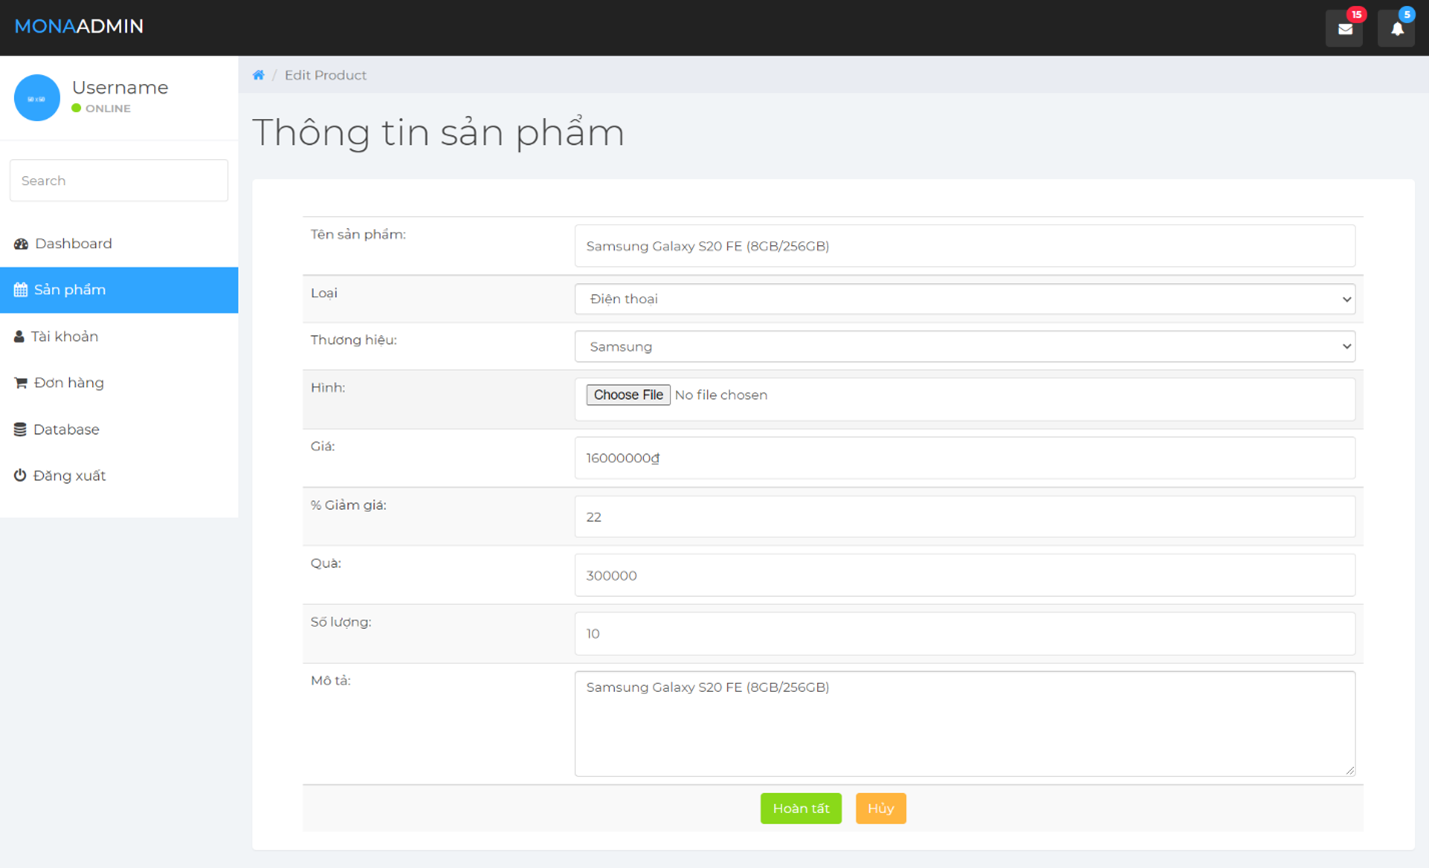 MONAADMIN
15
5
Username
ONLINE
Search
Dashboard
Sản phẩm
Tài khoản
Đơn hàng
Database
Đăng xuất
/ Edit Product
Thông tin sản phẩm
Tên sản phẩm: Samsung Galaxy S20 FE (8GB/256GB)
Loại Điện thoại
Thương hiệu: Samsung
Hình: Choose File No file chosen
Giá: 16000000₫
% Giảm giá: 22
Quà: 300000
Số lượng: 10
Mô tả: Samsung Galaxy S20 FE (8GB/256GB)
Hoàn tất Hủy